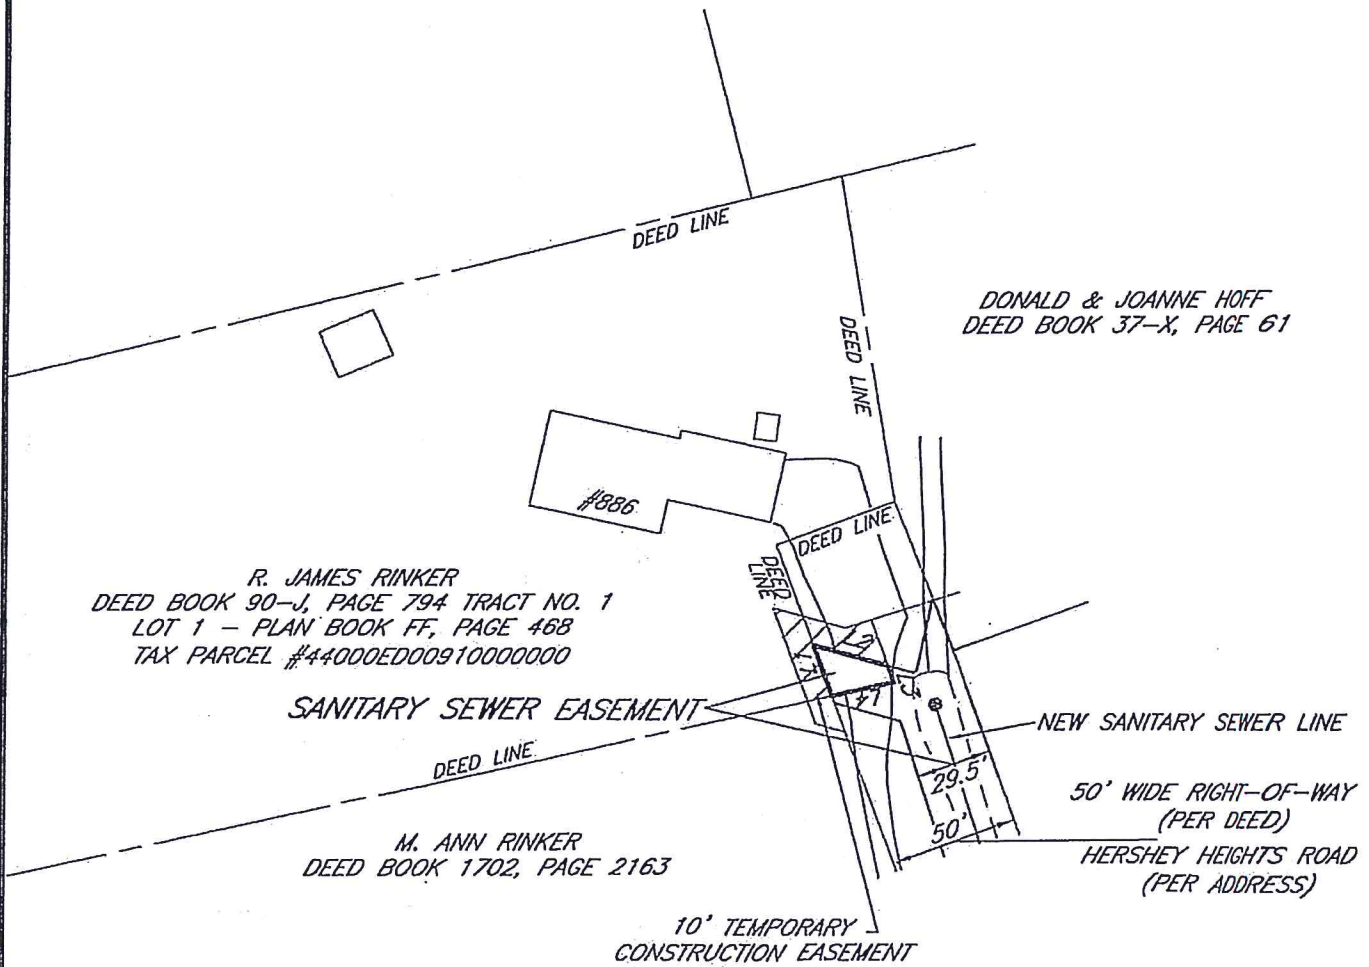 DEED LINE
DONALD & JOANNE HOFF
DEED BOOK 37-X, PAGE 61
DEED LINE
#886
DEED LINE
DEED
LINE
R. JAMES RINKER
DEED BOOK 90-J, PAGE 794 TRACT NO. 1
LOT 1 - PLAN BOOK FF, PAGE 468
TAX PARCEL #44000ED00910000000
L4
SANITARY SEWER EASEMENT
NEW SANITARY SEWER LINE
DEED LINE
29.5'
50' WIDE RIGHT-OF-WAY
(PER DEED)
50'
HERSHEY HEIGHTS ROAD
(PER ADDRESS)
M. ANN RINKER
DEED BOOK 1702, PAGE 2163
10' TEMPORARY
CONSTRUCTION EASEMENT